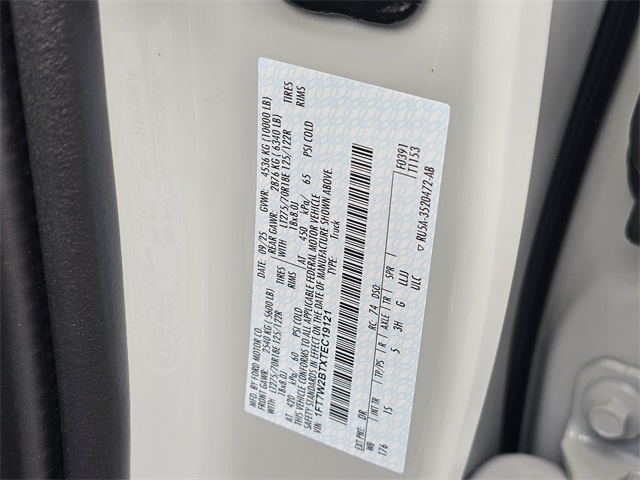 MFD. BY FORD MOTOR CO.
DATE: 09/25 GVWR: 4536 KG (10000 LB)
FRONT GAWR: 2540 KG (5600 LB) REAR GAWR: 2876 KG (6340 LB)
WITH LT275/70R18E 125/122R TIRES WITH LT275/70R18E 125/122R TIRES
18x8.0J RIMS 18x8.0J RIMS
AT 420 kPa/ 60 PSI COLD AT 450 kPa/ 65 PSI COLD
THIS VEHICLE CONFORMS TO ALL APPLICABLE FEDERAL MOTOR VEHICLE
SAFETY STANDARDS IN EFFECT ON THE DATE OF MANUFACTURE SHOWN ABOVE.
VIN: 1FT7W2BTXTEC19121 TYPE: Truck
F0391
T1153
EXT PNT: DR RC: 74 DSO:
WB INT TR TP/PS R AXLE TR SPR
176 15 5 3H G LLJJ
ULC ▽ RU5A-3520472-AB